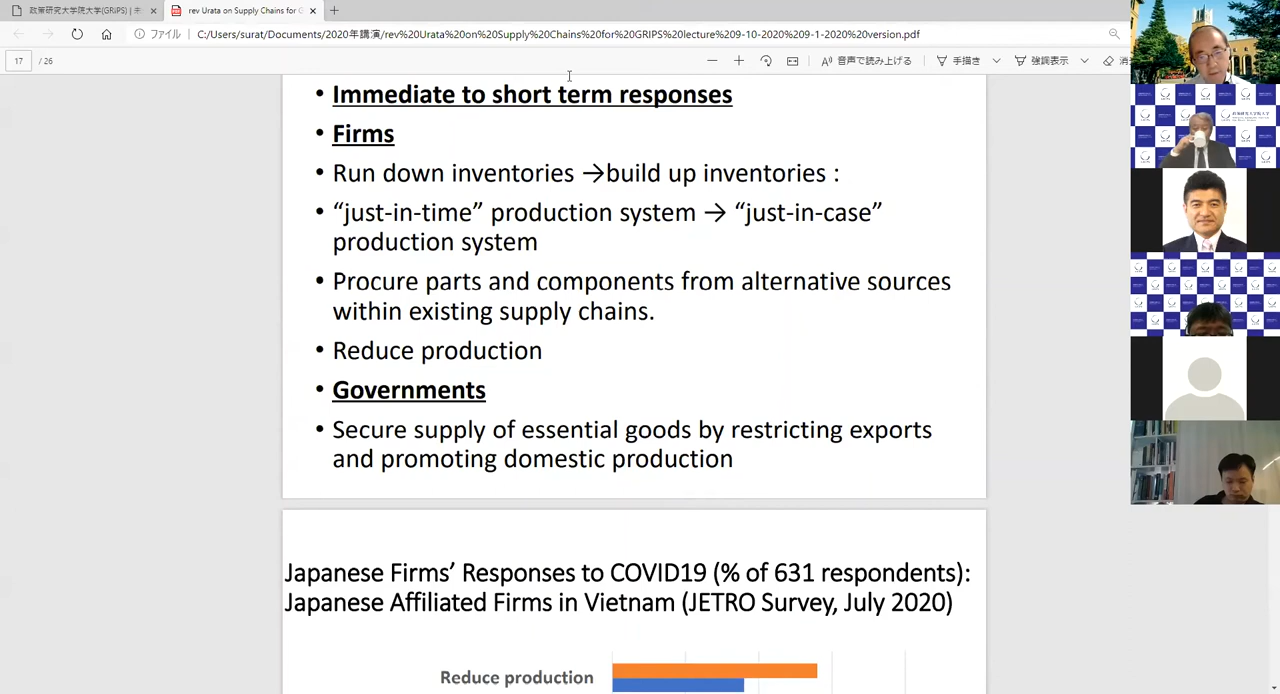 政策研究大学院大学(GRIPS) | 未
rev Urata on Supply Chains for G
ファイル
C:/Users/surat/Documents/2020年講演/rev%20Urata%20on%20Supply%20Chains%20for%20GRIPS%20lecture%209-10-2020%209-1-2020%20version.pdf
17 / 26
音声で読み上げる
手描き
強調表示
• Immediate to short term responses
• Firms
• Run down inventories →build up inventories :
• “just-in-time” production system → “just-in-case”
production system
• Procure parts and components from alternative sources
within existing supply chains.
• Reduce production
• Governments
• Secure supply of essential goods by restricting exports
and promoting domestic production
Japanese Firms’ Responses to COVID19 (% of 631 respondents):
Japanese Affiliated Firms in Vietnam (JETRO Survey, July 2020)
Reduce production